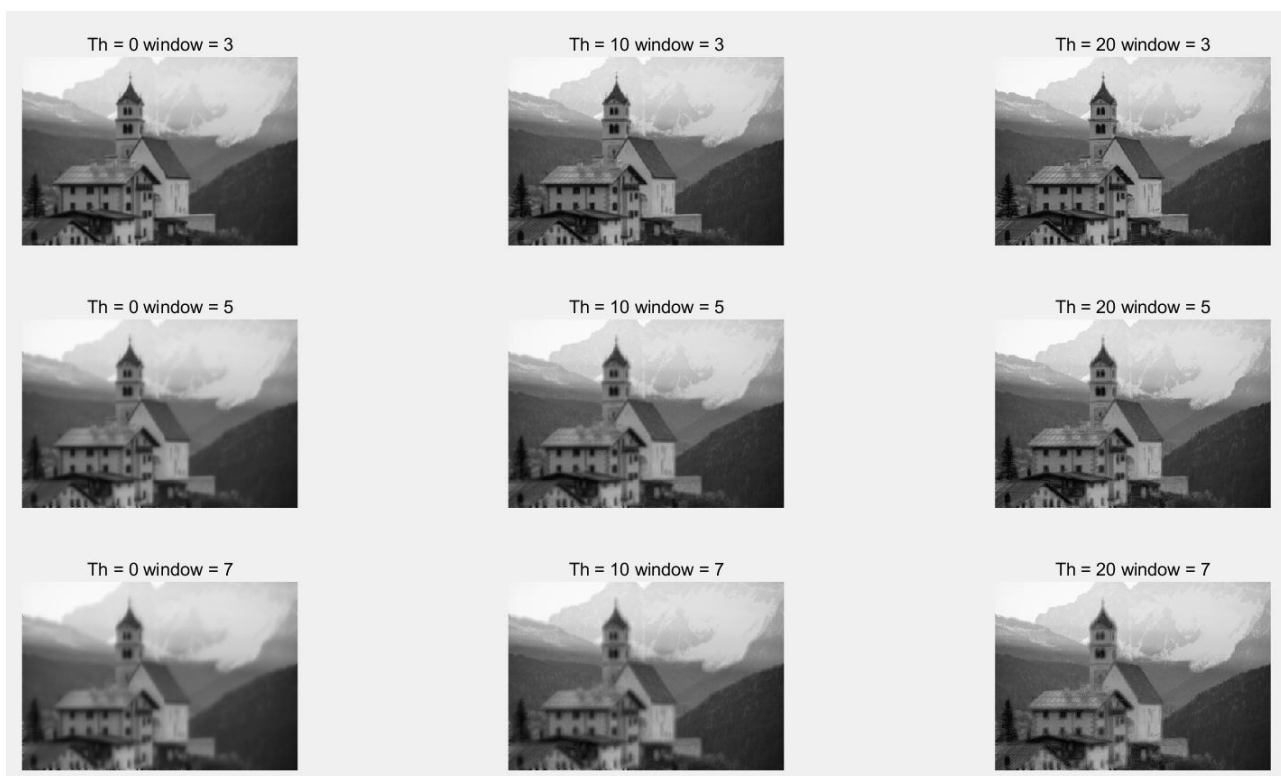 Th = 0 window = 3
Th = 10 window = 3
Th = 20 window = 3
Th = 0 window = 5
Th = 10 window = 5
Th = 20 window = 5
Th = 0 window = 7
Th = 10 window = 7
Th = 20 window = 7